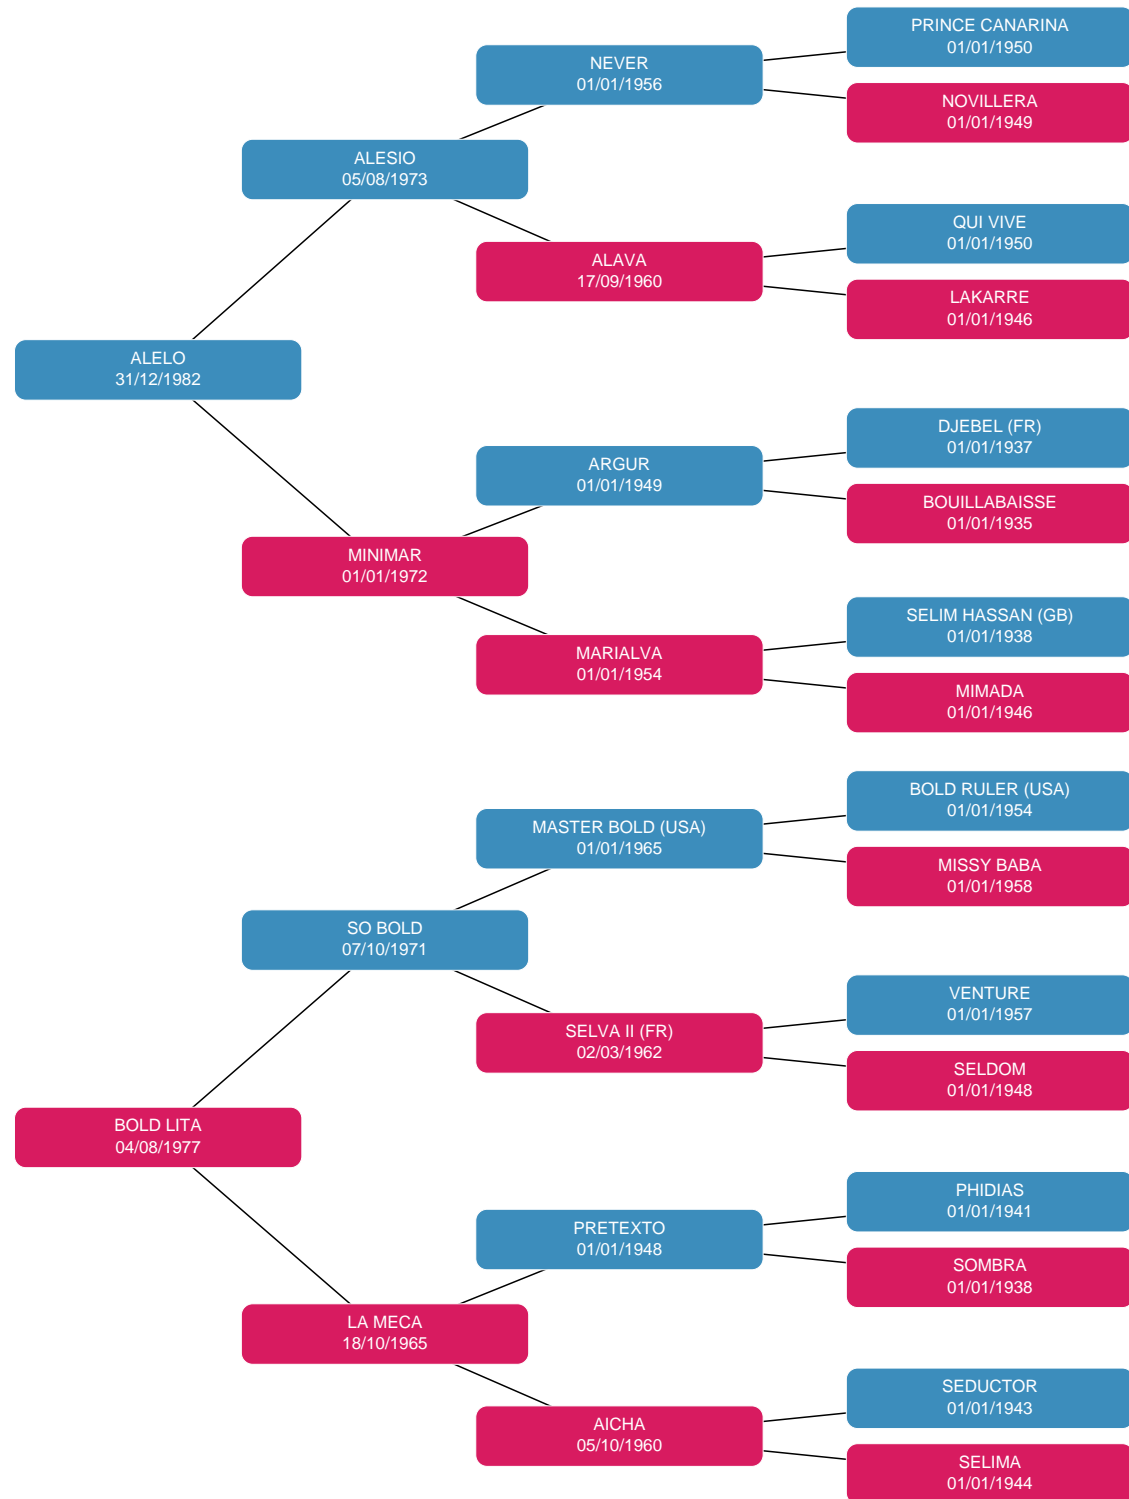 PRINCE CANARINA
01/01/1950
NEVER
01/01/1956
NOVILLERA
01/01/1949
ALESIO
05/08/1973
QUI VIVE
01/01/1950
ALAVA
17/09/1960
LAKARRE
01/01/1946
ALELO
31/12/1982
DJEBEL (FR)
01/01/1937
ARGUR
01/01/1949
BOUILLABAISSE
01/01/1935
MINIMAR
01/01/1972
SELIM HASSAN (GB)
01/01/1938
MARIALVA
01/01/1954
MIMADA
01/01/1946
BOLD RULER (USA)
01/01/1954
MASTER BOLD (USA)
01/01/1965
MISSY BABA
01/01/1958
SO BOLD
07/10/1971
VENTURE
01/01/1957
SELVA II (FR)
02/03/1962
SELDOM
01/01/1948
BOLD LITA
04/08/1977
PHIDIAS
01/01/1941
PRETEXTO
01/01/1948
SOMBRA
01/01/1938
LA MECA
18/10/1965
SEDUCTOR
01/01/1943
AICHA
05/10/1960
SELIMA
01/01/1944